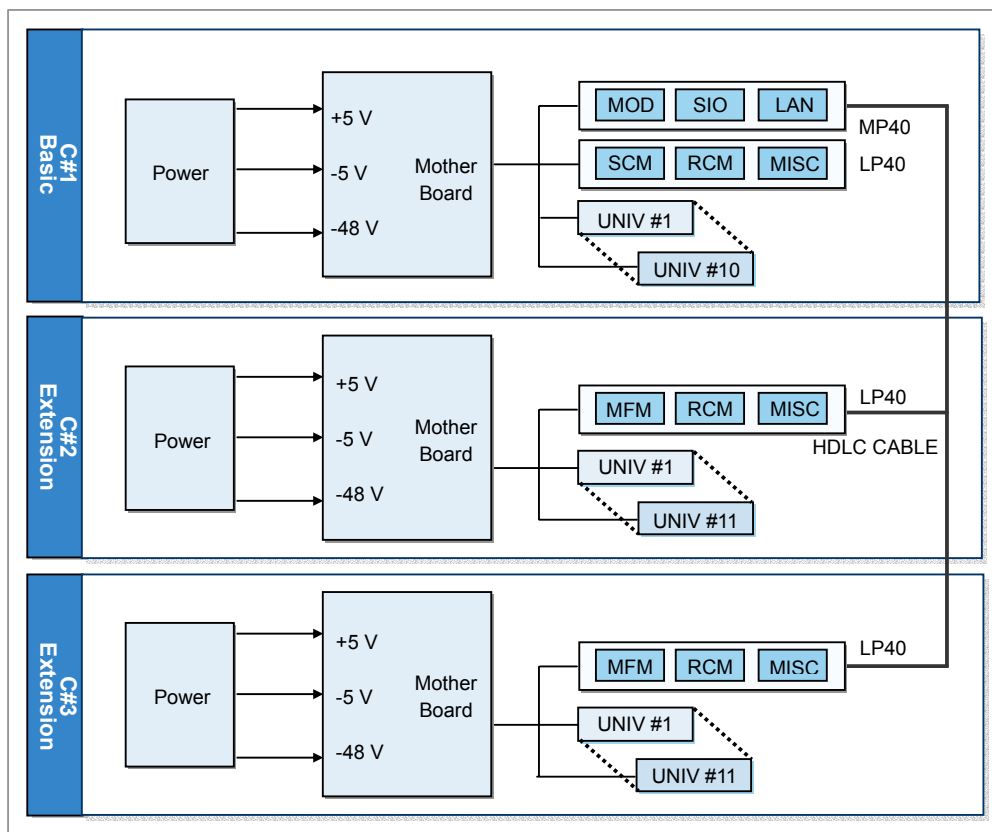 C#1
Basic
Power
+5 V
-5 V
-48 V
Mother
Board
MOD SIO LAN
MP40
SCM RCM MISC
LP40
UNIV #1
UNIV #10
C#2
Extension
Power
+5 V
-5 V
-48 V
Mother
Board
MFM RCM MISC
LP40
HDLC CABLE
UNIV #1
UNIV #11
C#3
Extension
Power
+5 V
-5 V
-48 V
Mother
Board
MFM RCM MISC
LP40
UNIV #1
UNIV #11